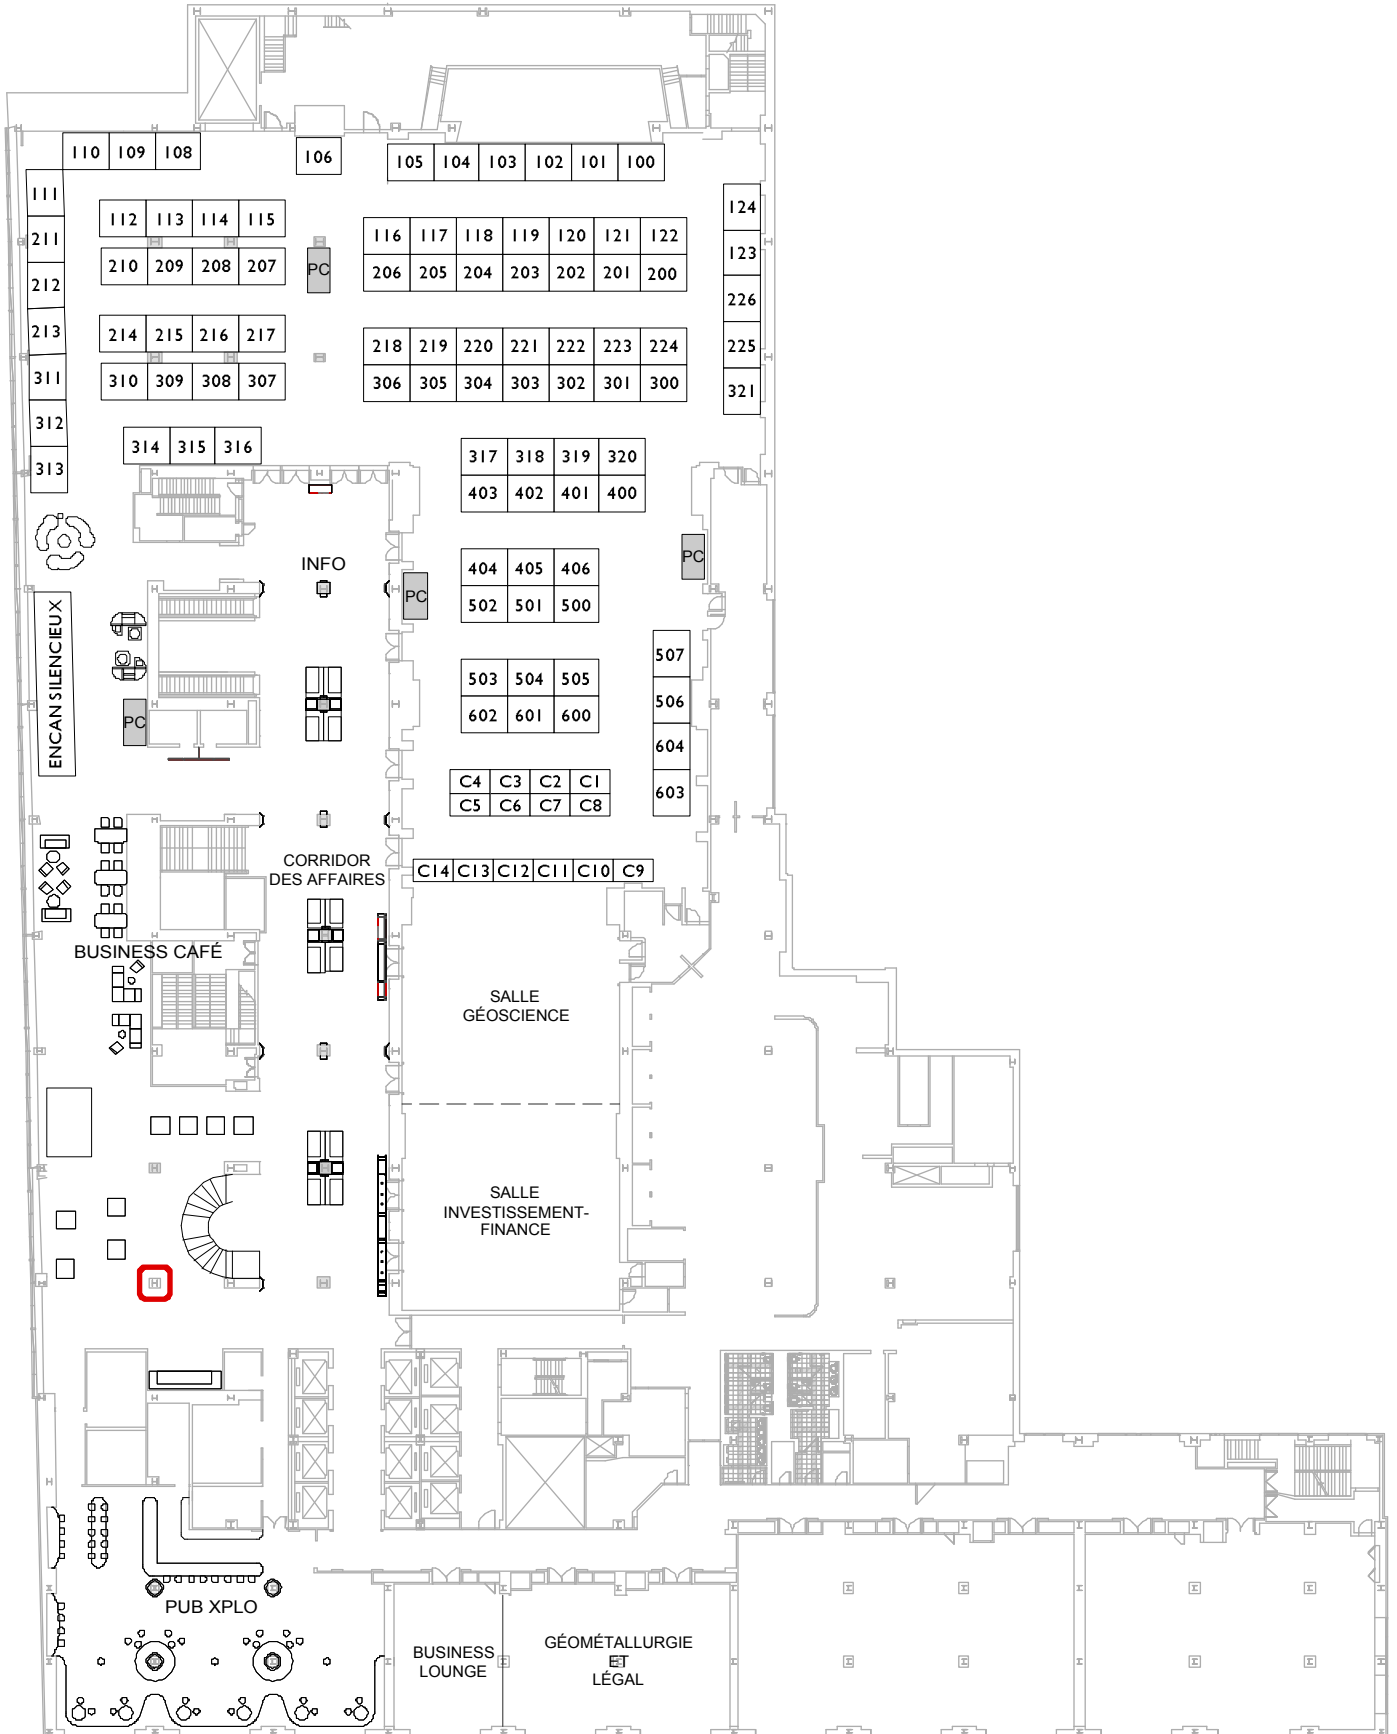 110 109 108
106
105 104 103 102 101 100
111
211
212
213
311
312
313
112 113 114 115
210 209 208 207
PC
116 117 118 119 120 121 122
206 205 204 203 202 201 200
124
123
226
225
321
214 215 216 217
310 309 308 307
218 219 220 221 222 223 224
306 305 304 303 302 301 300
314 315 316
317 318 319 320
403 402 401 400
INFO
PC
PC
404 405 406
502 501 500
ENCAN SILENCIEUX
PC
503 504 505
602 601 600
507
506
604
603
C4 C3 C2 C1
C5 C6 C7 C8
CORRIDOR
DES AFFAIRES
C14 C13 C12 C11 C10 C9
BUSINESS CAFÉ
SALLE
GÉOSCIENCE
SALLE
INVESTISSEMENT-
FINANCE
PUB XPLO
BUSINESS
LOUNGE
GÉOMÉTALLURGIE
ET
LÉGAL